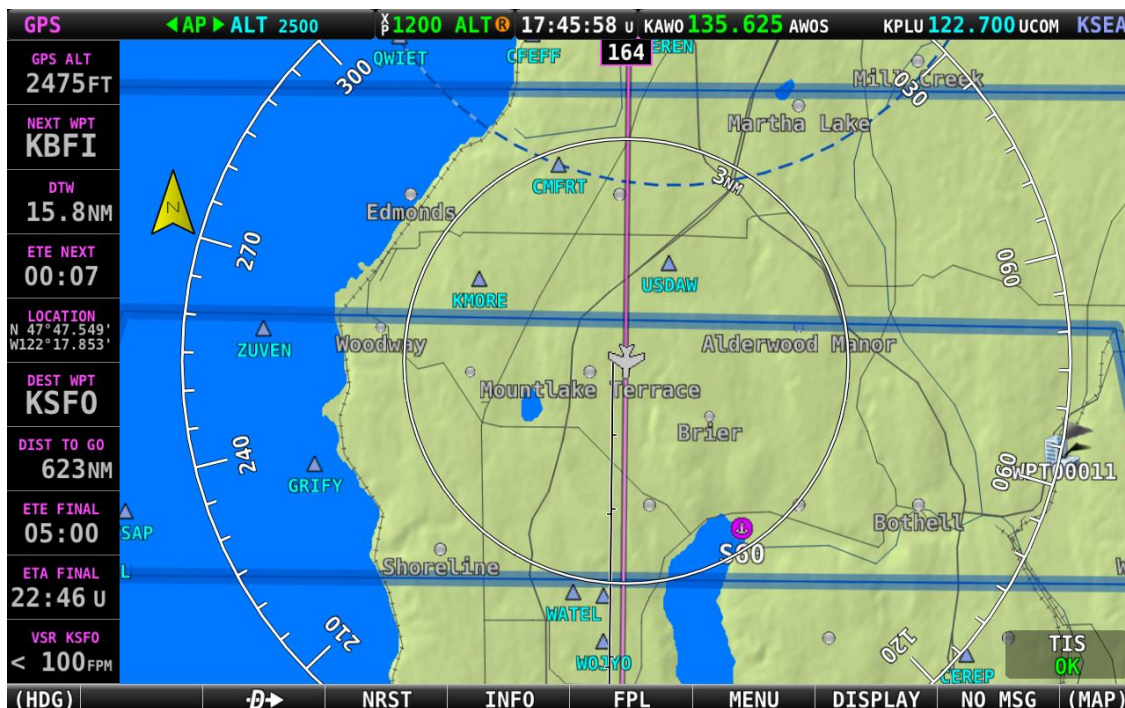 GPS
AP ALT 2500
XP 1200 ALT R
17:45:58 U
KAWO 135.625 AWOS
KPLU 122.700 UCOM
KSEA
GPS ALT
2475FT
NEXT WPT
KBFI
DTW
15.8NM
ETE NEXT
00:07
LOCATION
N 47°47.549'
W122°17.853'
DEST WPT
KSFO
DIST TO GO
623NM
ETE FINAL
05:00
ETA FINAL
22:46 U
VSR KSFO
< 100FPM
QWIET
CFEFF
EREN
164
300
030
Mill Creek
Martha Lake
3NM
CMFRT
Edmonds
N
270
060
KMORE
USDAW
ZUVEN
Woodway
Alderwood Manor
Mountlake Terrace
Brier
240
090
GRIFY
WPT00011
SAP
Bothell
S60
Shoreline
L
W
WATEL
210
120
WOJYO
CEREP
TIS
OK
(HDG)
D
NRST
INFO
FPL
MENU
DISPLAY
NO MSG
(MAP)